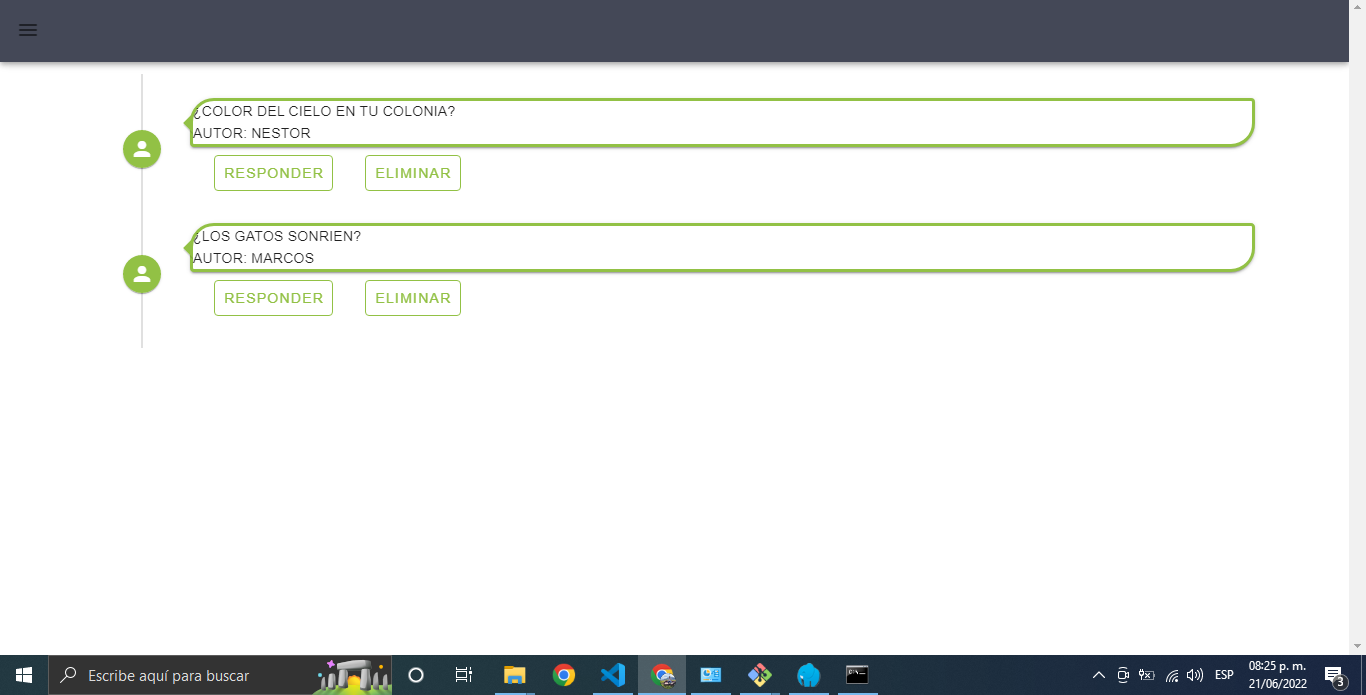 ¿COLOR DEL CIELO EN TU COLONIA?
AUTOR: NESTOR
RESPONDER ELIMINAR
¿LOS GATOS SONRIEN?
AUTOR: MARCOS
RESPONDER ELIMINAR
Escribe aquí para buscar
ESP
08:25 p. m.
21/06/2022
3